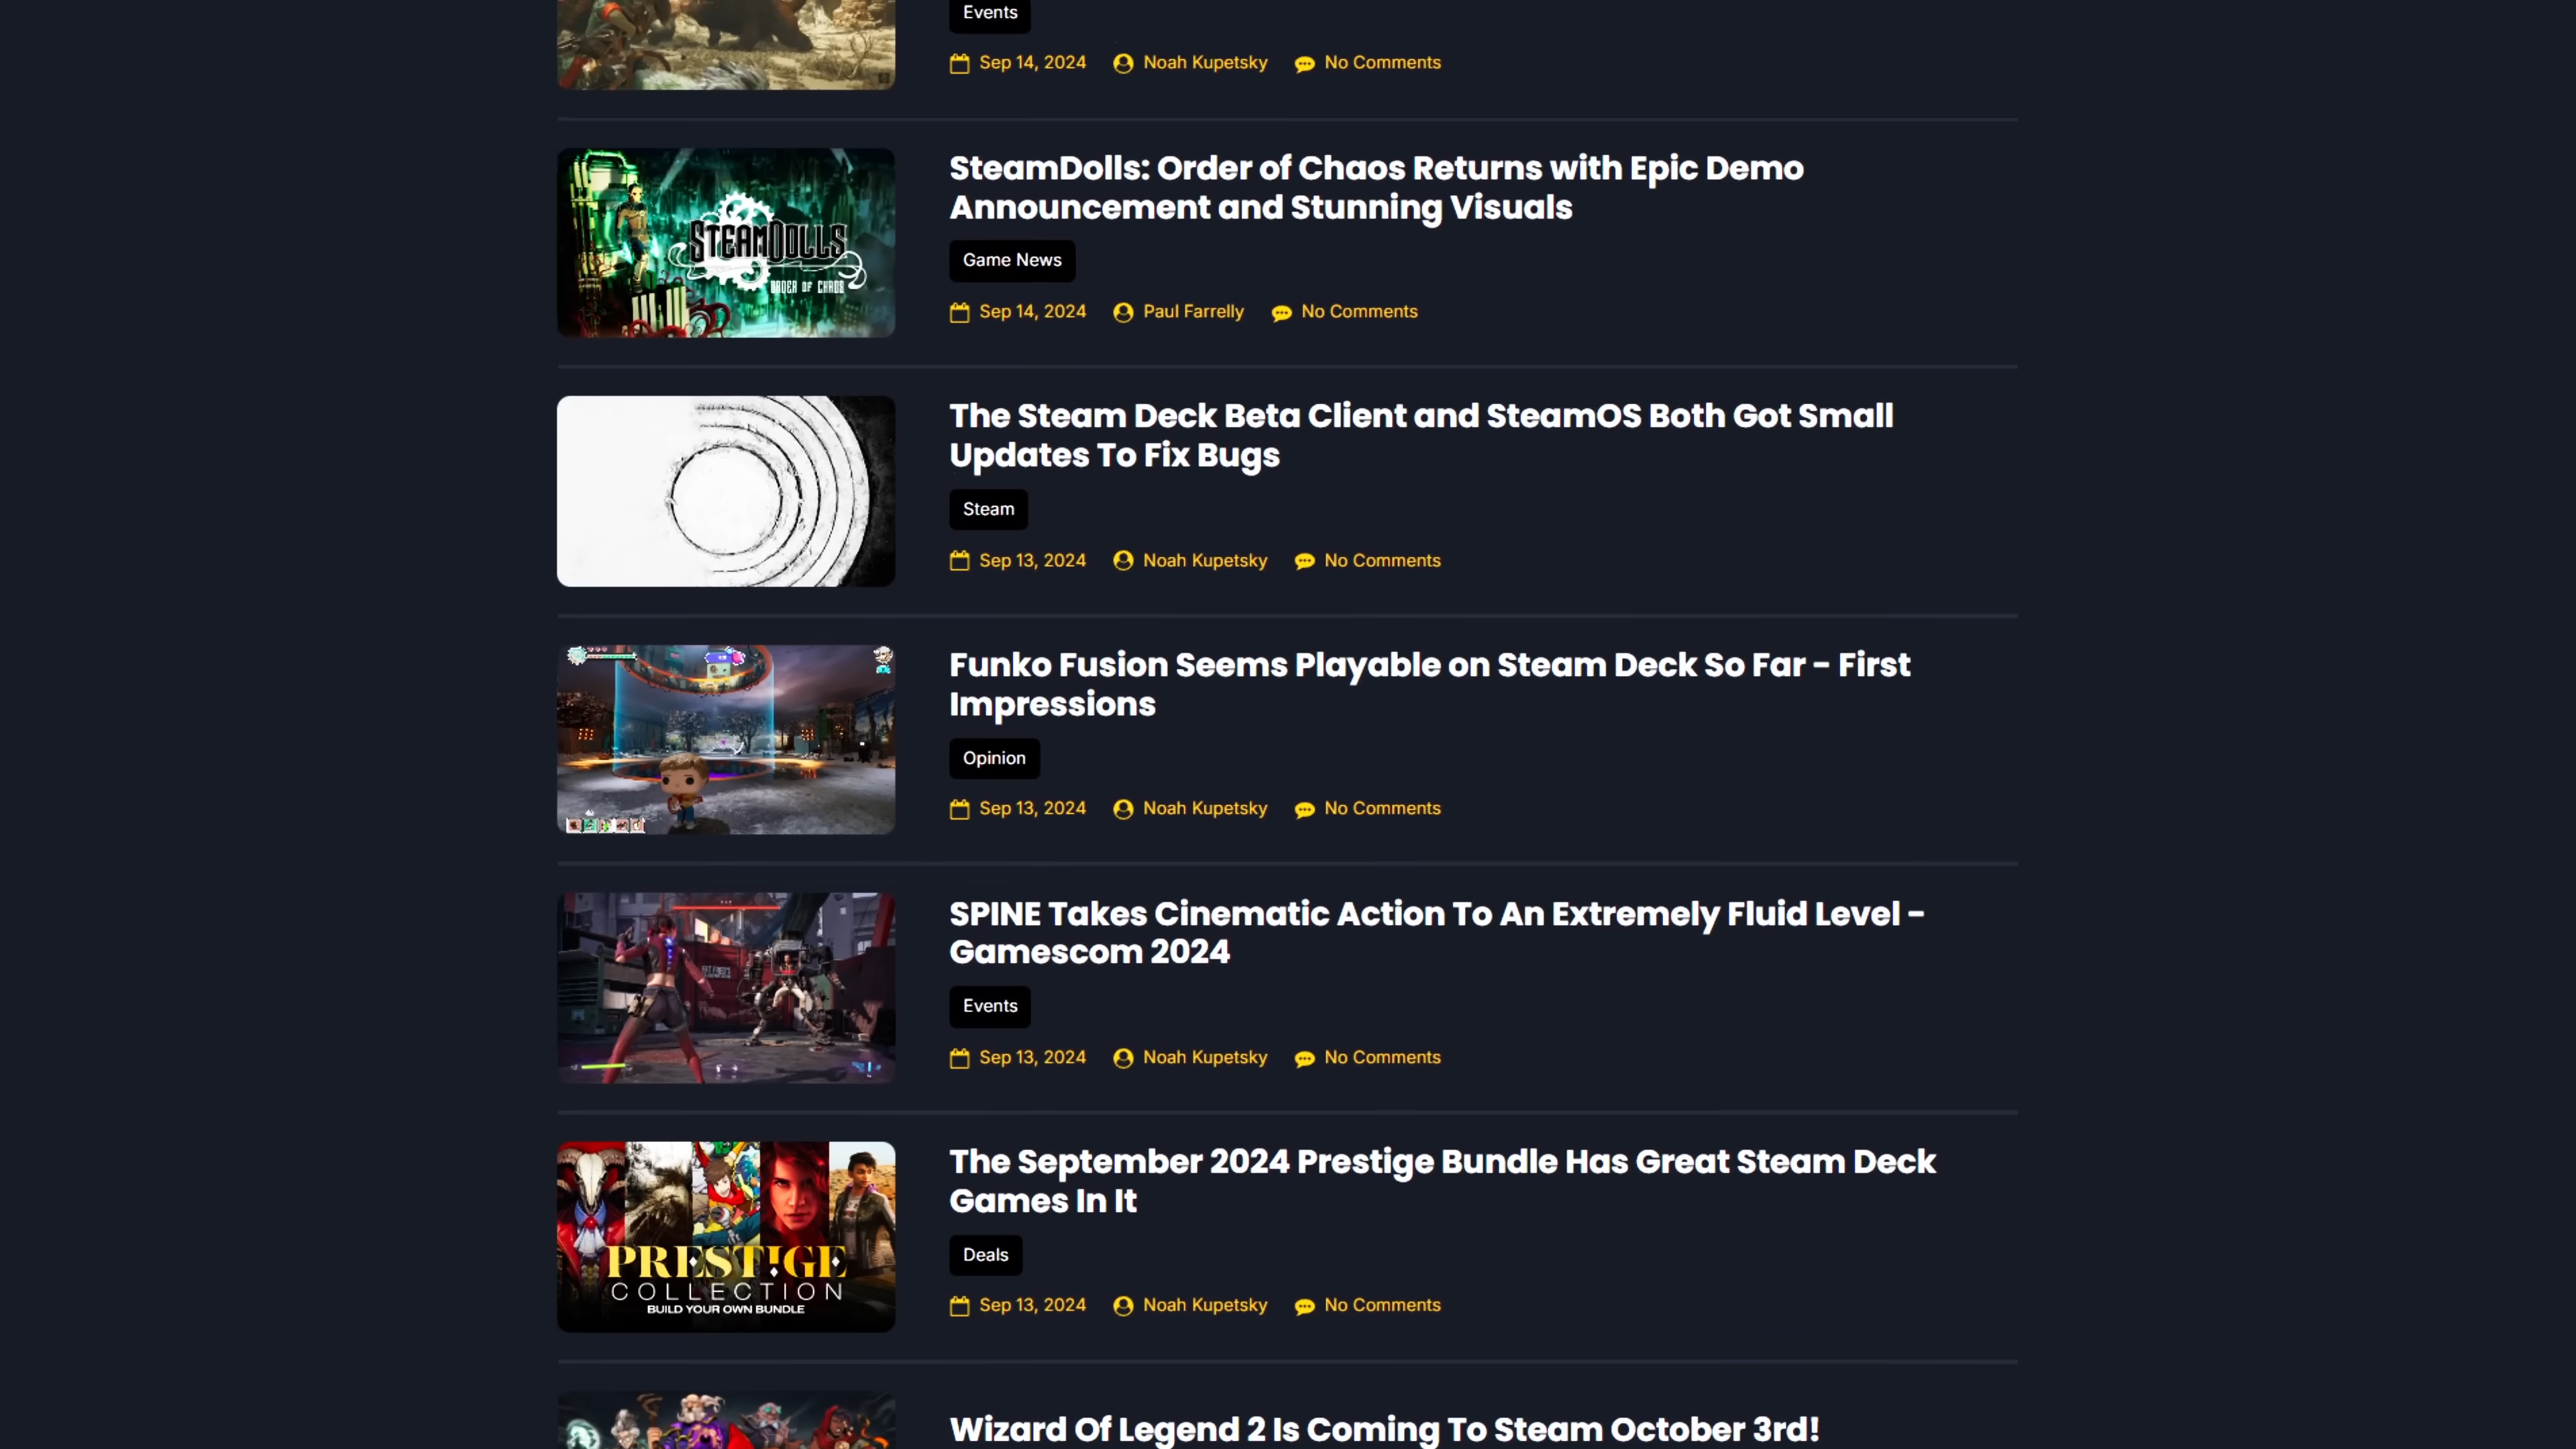 Events
Sep 14, 2024 Noah Kupetsky No Comments
STEAMDOLLS
ORDER OF CHAOS
SteamDolls: Order of Chaos Returns with Epic Demo
Announcement and Stunning Visuals
Game News
Sep 14, 2024 Paul Farrelly No Comments
The Steam Deck Beta Client and SteamOS Both Got Small
Updates To Fix Bugs
Steam
Sep 13, 2024 Noah Kupetsky No Comments
Funko Fusion Seems Playable on Steam Deck So Far – First
Impressions
Opinion
Sep 13, 2024 Noah Kupetsky No Comments
SPINE Takes Cinematic Action To An Extremely Fluid Level –
Gamescom 2024
Events
Sep 13, 2024 Noah Kupetsky No Comments
PREST!GE
COLLECTION
BUILD YOUR OWN BUNDLE
The September 2024 Prestige Bundle Has Great Steam Deck
Games In It
Deals
Sep 13, 2024 Noah Kupetsky No Comments
Wizard Of Legend 2 Is Coming To Steam October 3rd!